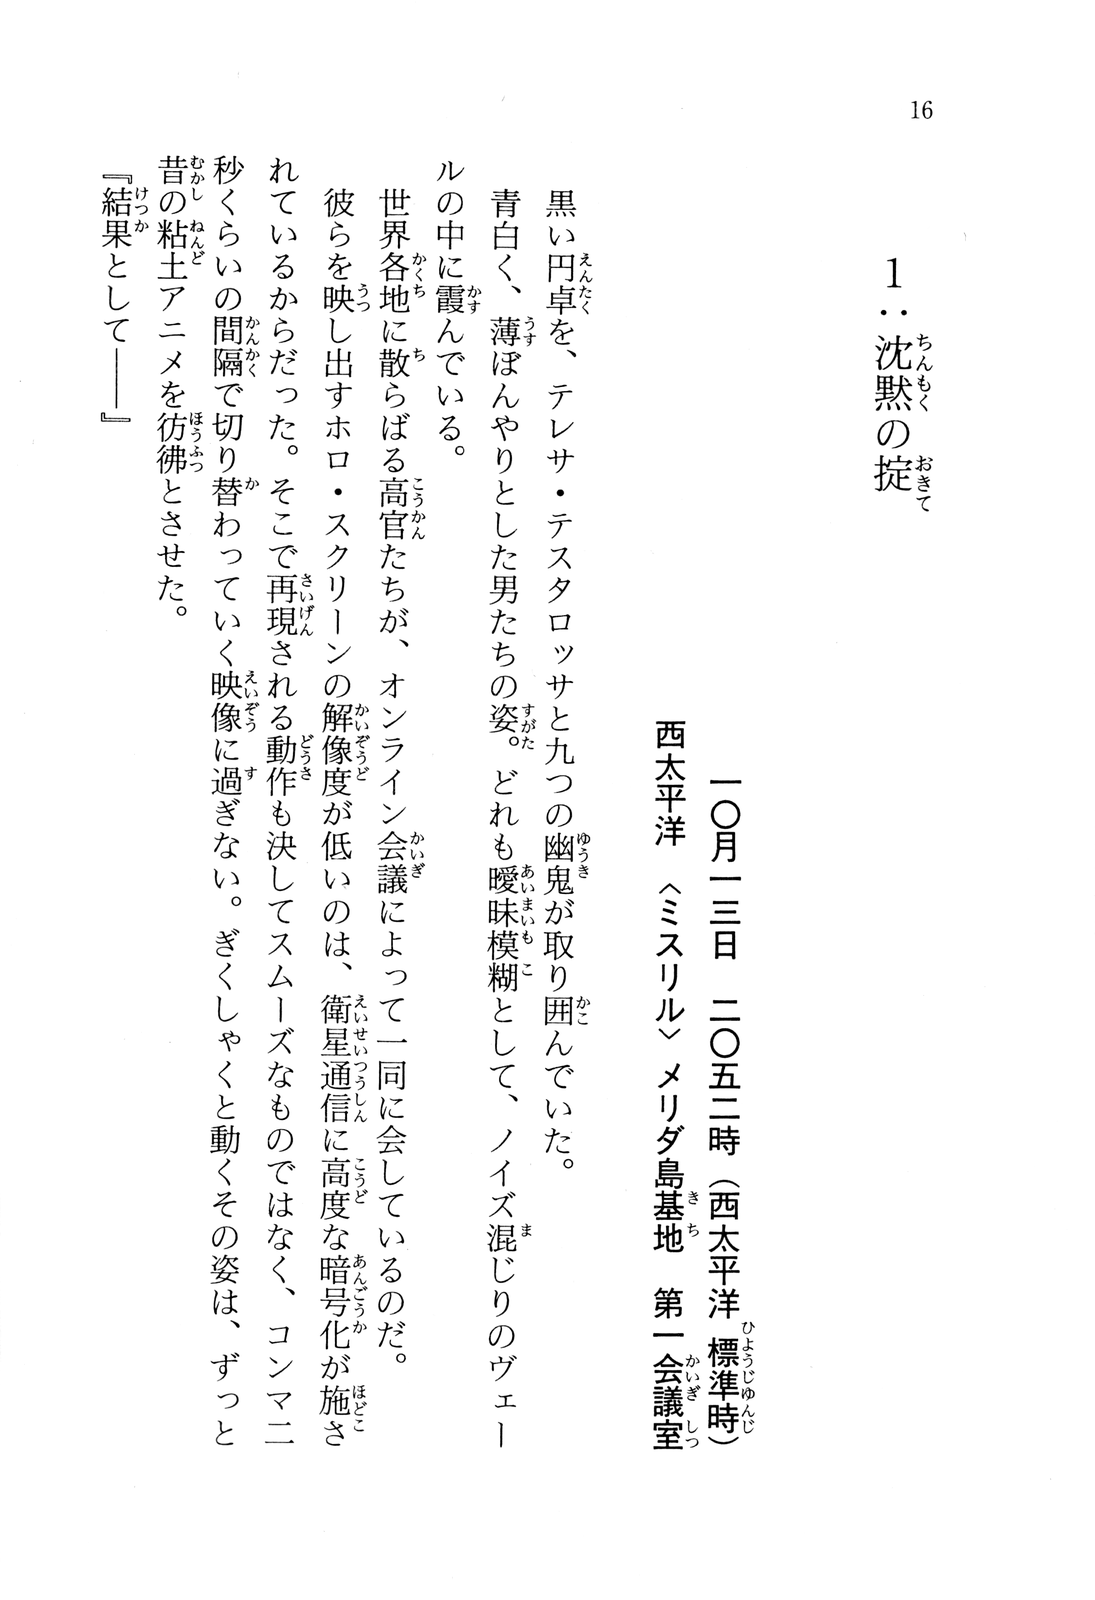 16
1：沈黙の掟
一〇月一三日　二〇五二時（西太平洋標準時）
西太平洋　〈ミスリル〉メリダ島基地　第一会議室
黒い円卓を、テレサ・テスタロッサと九つの幽鬼が取り囲んでいた。
青白く、薄ぼんやりとした男たちの姿。どれも曖昧模糊として、ノイズ混じりのヴェー
ルの中に霞んでいる。
世界各地に散らばる高官たちが、オンライン会議によって一同に会しているのだ。
彼らを映し出すホロ・スクリーンの解像度が低いのは、衛星通信に高度な暗号化が施さ
れているからだった。そこで再現される動作も決してスムーズなものではなく、コンマ二
秒くらいの間隔で切り替わっていく映像に過ぎない。ぎくしゃくと動くその姿は、ずっと
昔の粘土アニメを彷彿とさせた。
『結果として――』